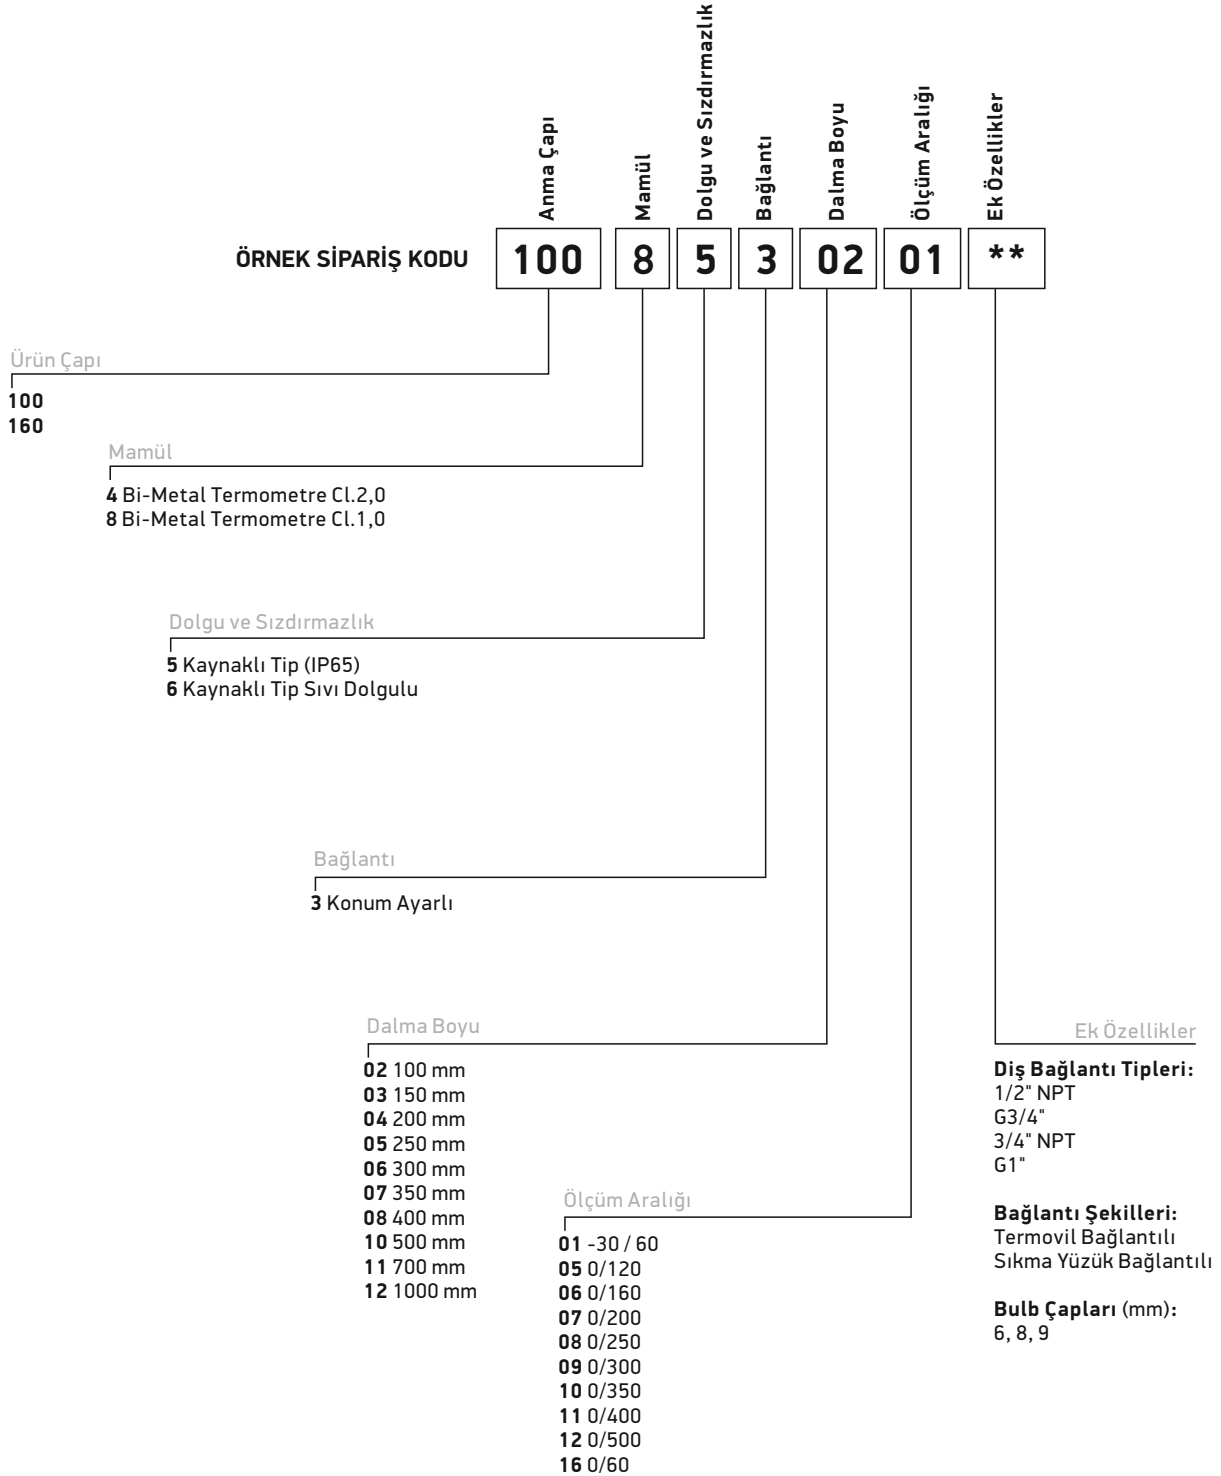 Anma Çapı
Mamül
Dolgu ve Sızdırmazlık
Bağlantı
Dalma Boyu
Ölçüm Aralığı
Ek Özellikler
ÖRNEK SİPARİŞ KODU 100 8 5 3 02 01 **
Ürün Çapı
100
160
Mamül
4 Bi-Metal Termometre Cl.2,0
8 Bi-Metal Termometre Cl.1,0
Dolgu ve Sızdırmazlık
5 Kaynaklı Tip (IP65)
6 Kaynaklı Tip Sıvı Dolgulu
Bağlantı
3 Konum Ayarlı
Dalma Boyu
02 100 mm
03 150 mm
04 200 mm
05 250 mm
06 300 mm
07 350 mm
08 400 mm
10 500 mm
11 700 mm
12 1000 mm
Ölçüm Aralığı
01 -30 / 60
05 0/120
06 0/160
07 0/200
08 0/250
09 0/300
10 0/350
11 0/400
12 0/500
16 0/60
Ek Özellikler
Diş Bağlantı Tipleri:
1/2" NPT
G3/4"
3/4" NPT
G1"
Bağlantı Şekilleri:
Termovil Bağlantılı
Sıkma Yüzük Bağlantılı
Bulb Çapları (mm):
6, 8, 9